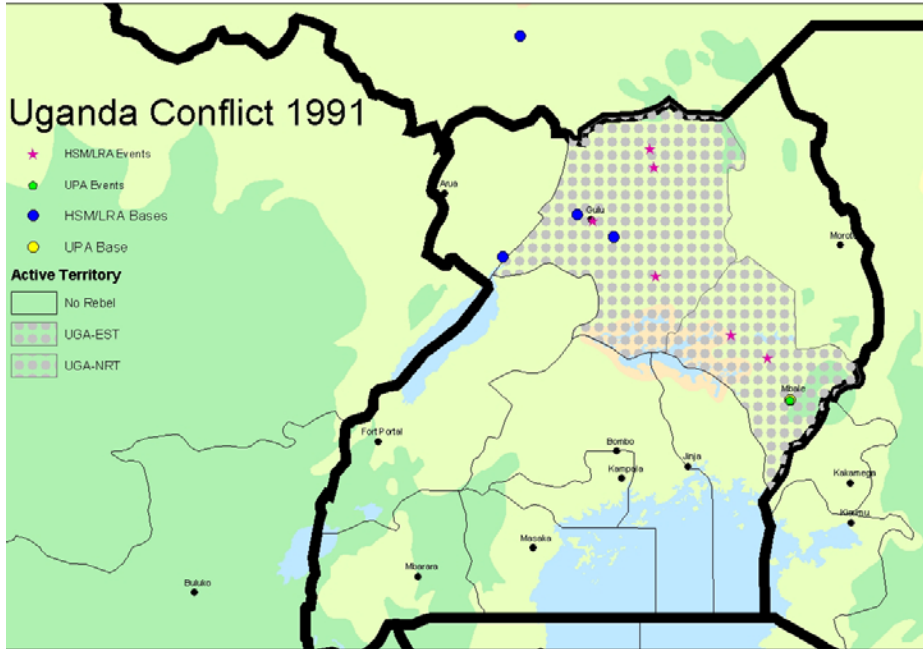 Uganda Conflict 1991
HSM/LRA Events
UPA Events
HSM/LRA Bases
UPA Base
Active Territory
No Rebel
UGA-EST
UGA-NRT
Arua
Gulu
Moroto
Mbale
Fort Portal
Bombo
Kampala
Jinja
Kakamega
Kisumu
Masaka
Mbarara
Buluko